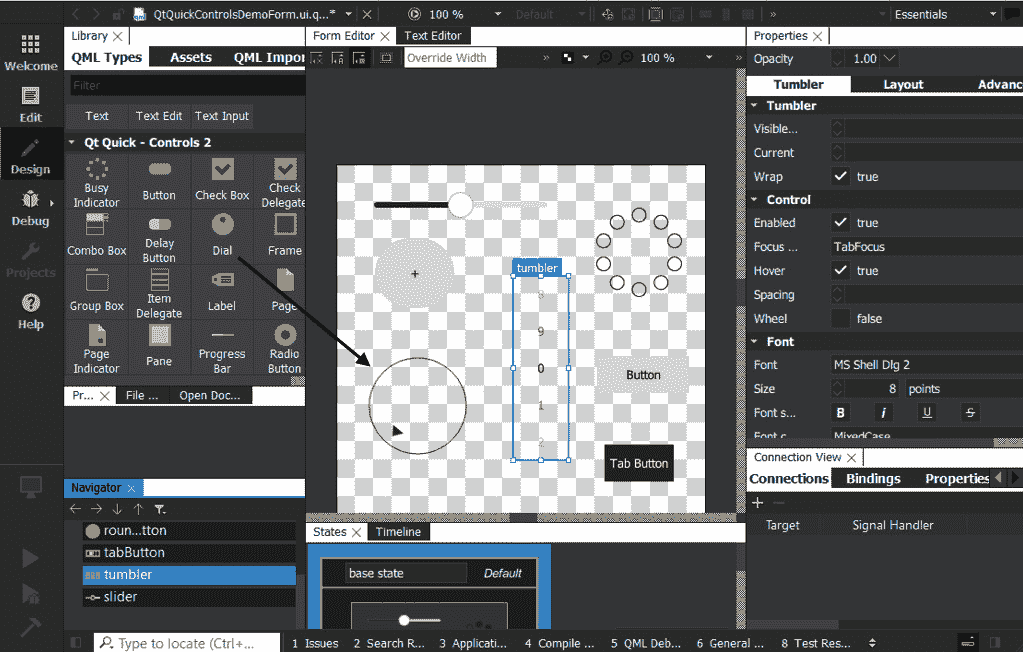 QtQuickControlsDemoForm.ui.q...*
100 %
Default
»
Essentials
Welcome
Edit
Design
Debug
Projects
Help
Library
QML Types
Assets
QML Impor
Filter
Text
Text Edit
Text Input
Qt Quick - Controls 2
Busy
Indicator
Button
Check Box
Check
Delegate
Combo Box
Delay
Button
Dial
Frame
Group Box
Item
Delegate
Label
Page
Page
Indicator
Pane
Progress
Bar
Radio
Button
Pr...
File ...
Open Doc...
Navigator
roun...tton
tabButton
tumbler
slider
Form Editor
Text Editor
Override Width
»
100 %
»
tumbler
8
9
0
1
2
Button
Tab Button
States
Timeline
base state
Default
Properties
Opacity
1.00
Tumbler
Layout
Advanc
Tumbler
Visible...
Current
Wrap
true
Control
Enabled
true
Focus ...
TabFocus
Hover
true
Spacing
Wheel
false
Font
Font
MS Shell Dlg 2
Size
8
points
Font s...
B
i
U
S
Font c
MixedCase
Connection View
Connections
Bindings
Properties
Target
Signal Handler
Type to locate (Ctrl+...
1 Issues
2 Search R...
3 Applicati...
4 Compile ...
5 QML Deb...
6 General ...
8 Test Res...